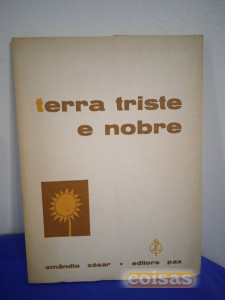 terra triste
e nobre
amândio césar • editora pax
coisas